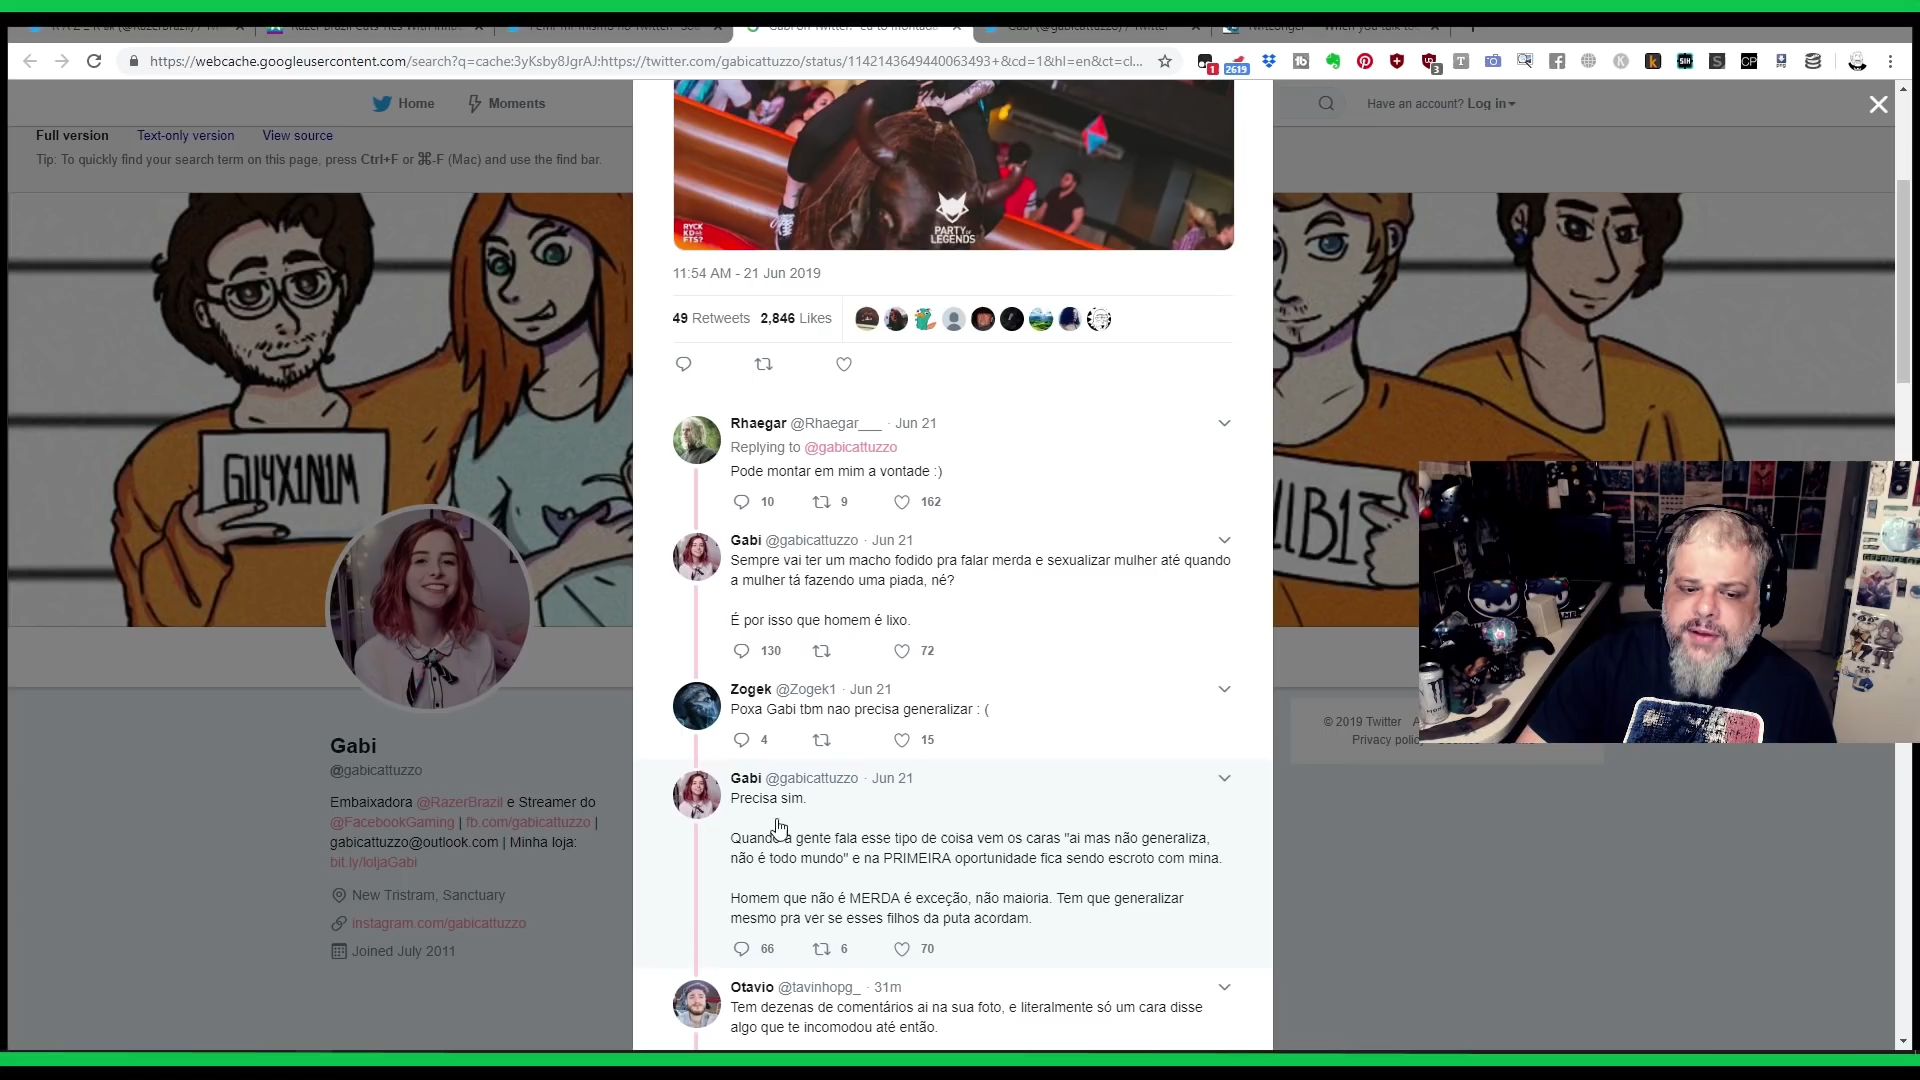 https://webcache.googleusercontent.com/search?q=cache:3yKsby8JgrAJ:https://twitter.com/gabicattuzzo/status/1142143649440063493+&cd=1&hl=en&ct=cl...
1 2619 3
Home Moments
Have an account? Log in
Full version Text-only version View source
Tip: To quickly find your search term on this page, press Ctrl+F or ⌘-F (Mac) and use the find bar.
RYCK
FTS?
PARTY OF
LEGENDS
GU4X1N1M
11:54 AM - 21 Jun 2019
49 Retweets 2,846 Likes
Rhaegar @Rhaegar___ · Jun 21
Replying to @gabicattuzzo
Pode montar em mim a vontade :)
10 9 162
Gabi @gabicattuzzo · Jun 21
Sempre vai ter um macho fodido pra falar merda e sexualizar mulher até quando
a mulher tá fazendo uma piada, né?
É por isso que homem é lixo.
130 72
Zogek @Zogek1 · Jun 21
Poxa Gabi tbm nao precisa generalizar : (
4 15
Gabi @gabicattuzzo · Jun 21
Precisa sim.
Quando a gente fala esse tipo de coisa vem os caras "ai mas não generaliza,
não é todo mundo" e na PRIMEIRA oportunidade fica sendo escroto com mina.
Homem que não é MERDA é exceção, não maioria. Tem que generalizar
mesmo pra ver se esses filhos da puta acordam.
66 6 70
Otavio @tavinhopg_ · 31m
Tem dezenas de comentários ai na sua foto, e literalmente só um cara disse
algo que te incomodou até então.
Gabi
@gabicattuzzo
Embaixadora @RazerBrazil e Streamer do
@FacebookGaming | fb.com/gabicattuzzo |
gabicattuzzo@outlook.com | Minha loja:
bit.ly/lojaGabi
New Tristram, Sanctuary
instagram.com/gabicattuzzo
Joined July 2011
© 2019 Twitter
Privacy policy